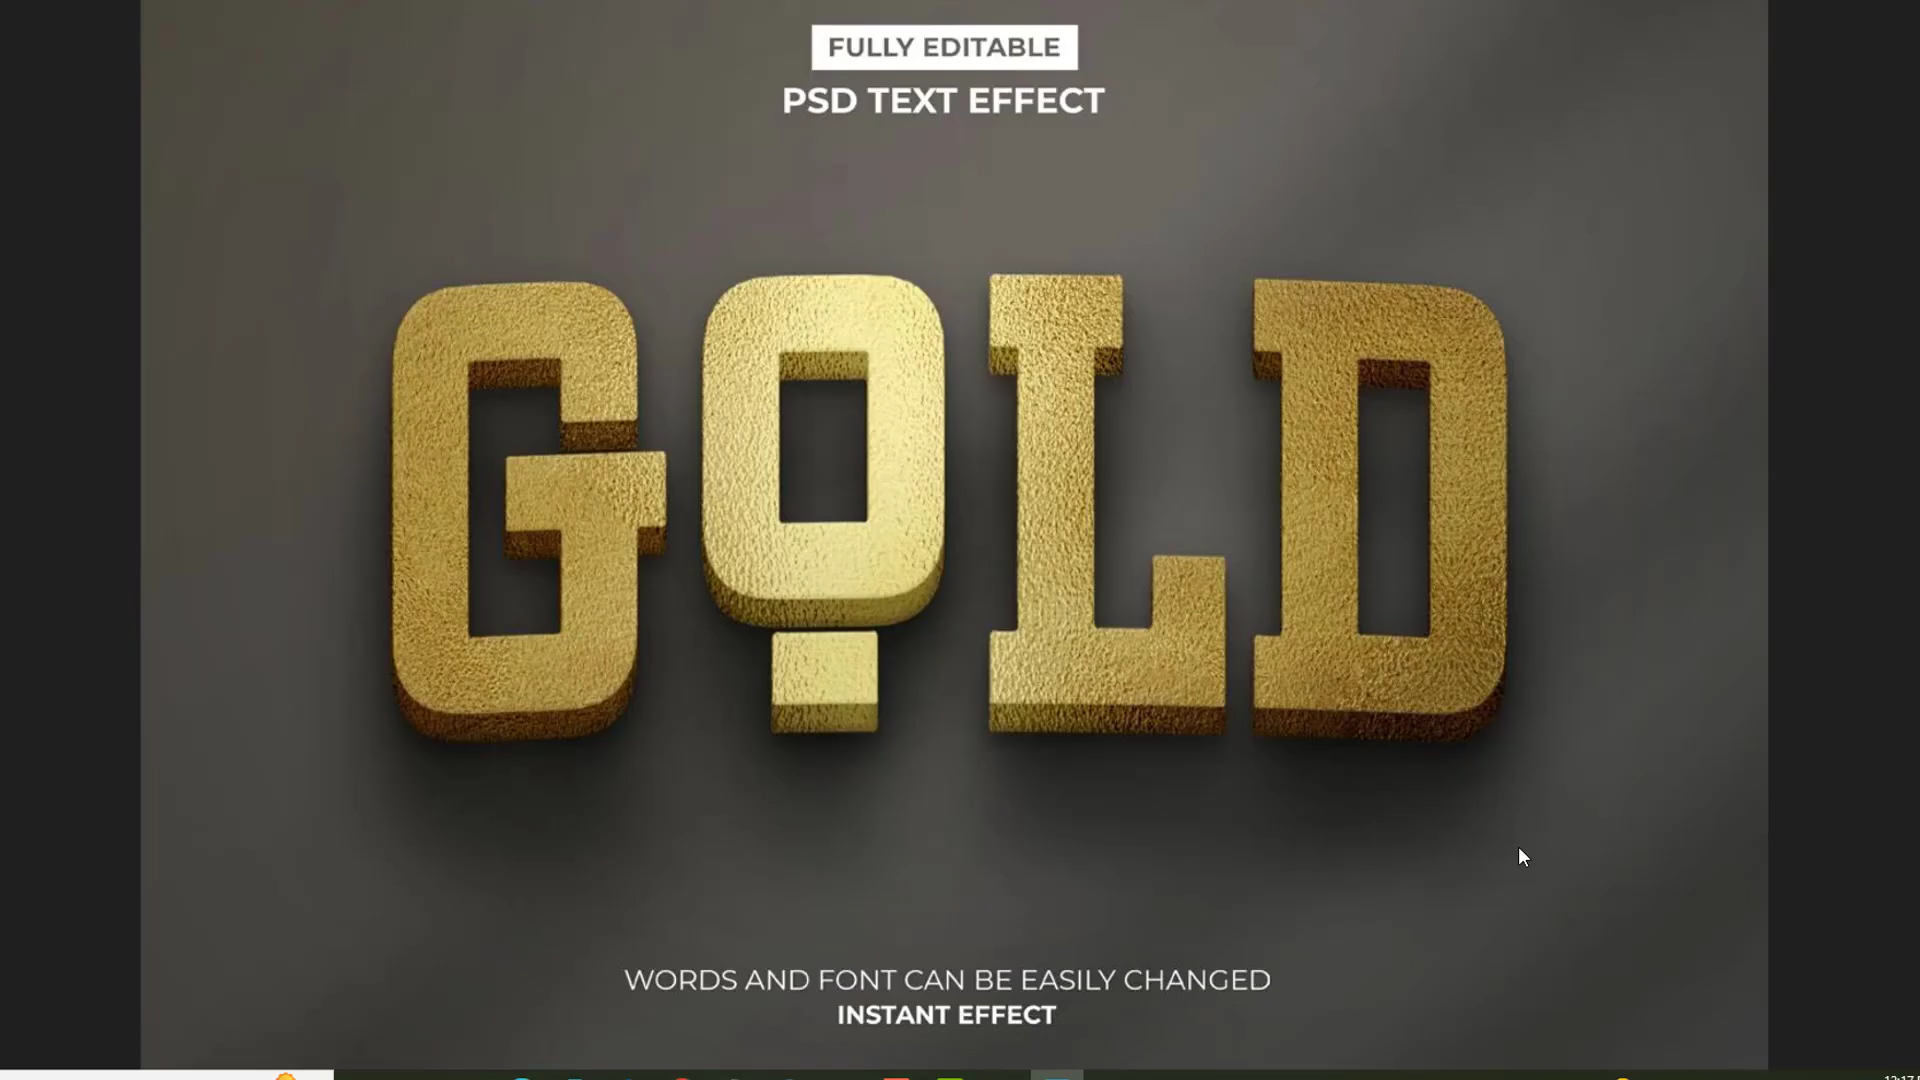 FULLY EDITABLE
PSD TEXT EFFECT
GOLD
WORDS AND FONT CAN BE EASILY CHANGED
INSTANT EFFECT